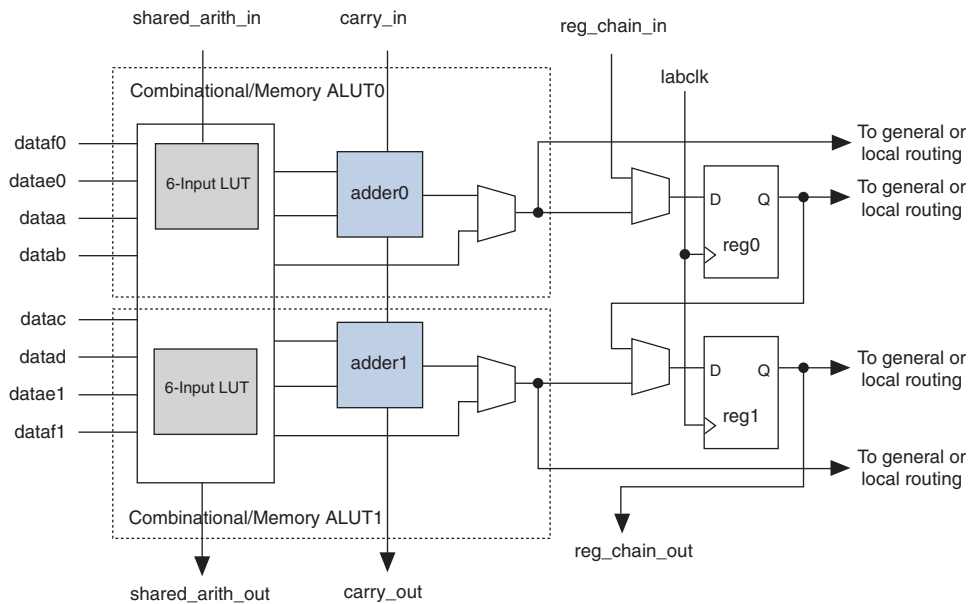 shared_arith_in
carry_in
reg_chain_in
labclk
Combinational/Memory ALUT0
dataf0
datae0
dataa
datab
6-Input LUT
adder0
D
Q
reg0
To general or
local routing
To general or
local routing
datac
datad
datae1
dataf1
6-Input LUT
adder1
D
Q
reg1
To general or
local routing
To general or
local routing
Combinational/Memory ALUT1
reg_chain_out
shared_arith_out
carry_out